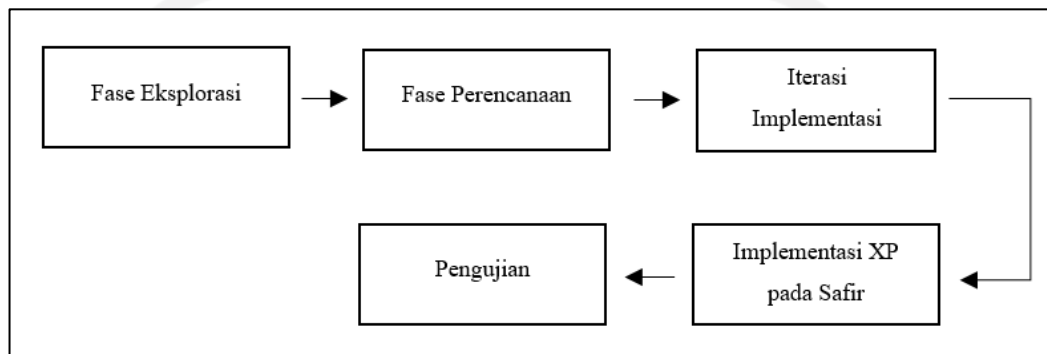 Fase Eksplorasi
Fase Perencanaan
Iterasi
Implementasi
Implementasi XP
pada Safir
Pengujian